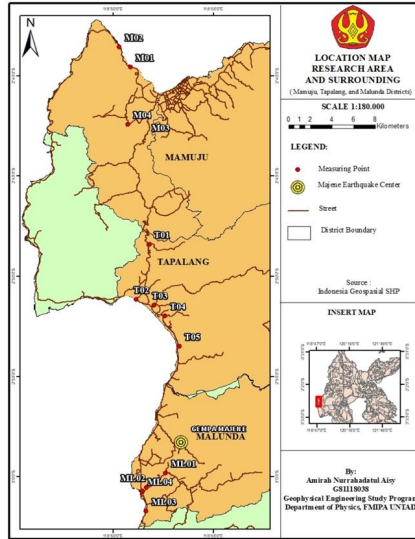 LOCATION MAP
RESEARCH AREA
AND SURROUNDING
( Mamuju, Tapalang, and Malunda Districts)
SCALE 1:180.000
0 1 2 4 6 8
Kilometers
LEGEND:
Measuring Point
Majene Earthquake Center
Street
District Boundary
Source :
Indonesia Geospasial SHP
INSERT MAP
By:
Amirah Nurrahadatul Aisy
G81118038
Geophysical Engineering Study Program
Department of Physics, FMIPA UNTAD
N
M02
M01
M04
M03
MAMUJU
T01
TAPALANG
T02
T03
T04
T05
GEMPA MAJENE
MALUNDA
ML01
ML02
ML04
ML03